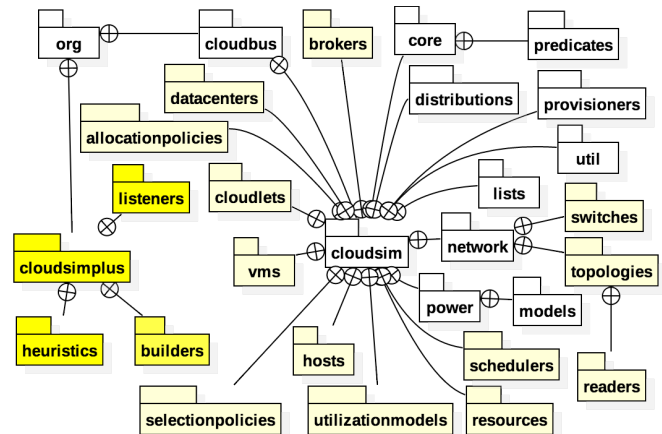 org
cloudbus
brokers
core
predicates
datacenters
distributions
provisioners
allocationpolicies
util
listeners
cloudlets
lists
switches
cloudsimplus
vms
cloudsim
network
topologies
power
models
heuristics
builders
hosts
schedulers
readers
selectionpolicies
utilizationmodels
resources